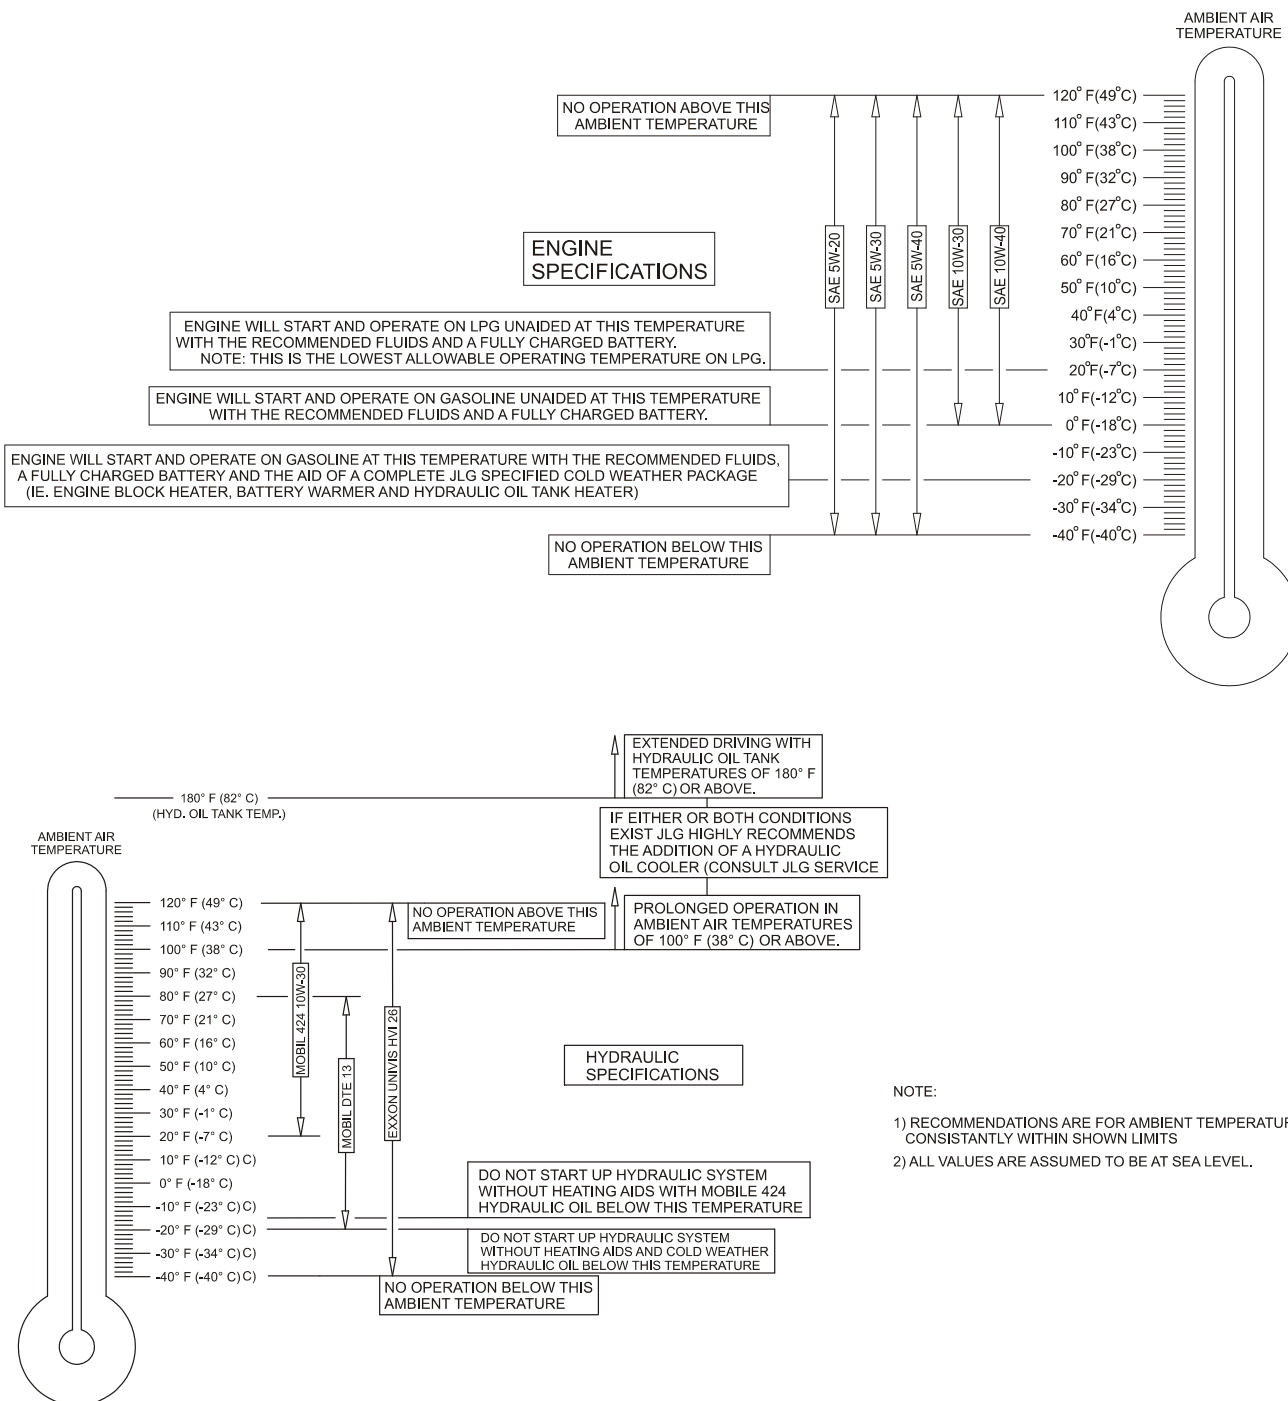 AMBIENT AIR
TEMPERATURE
NO OPERATION ABOVE THIS
AMBIENT TEMPERATURE
120° F(49°C)
110° F(43°C)
100° F(38°C)
90° F(32°C)
80° F(27°C)
70° F(21°C)
60° F(16°C)
50° F(10°C)
40°F(4°C)
30°F(-1°C)
20°F(-7°C)
10° F(-12°C)
0° F(-18°C)
-10° F(-23°C)
-20° F(-29°C)
-30° F(-34°C)
-40° F(-40°C)
SAE 5W-20
SAE 5W-30
SAE 5W-40
SAE 10W-30
SAE 10W-40
ENGINE
SPECIFICATIONS
ENGINE WILL START AND OPERATE ON LPG UNAIDED AT THIS TEMPERATURE
WITH THE RECOMMENDED FLUIDS AND A FULLY CHARGED BATTERY.
NOTE: THIS IS THE LOWEST ALLOWABLE OPERATING TEMPERATURE ON LPG.
ENGINE WILL START AND OPERATE ON GASOLINE UNAIDED AT THIS TEMPERATURE
WITH THE RECOMMENDED FLUIDS AND A FULLY CHARGED BATTERY.
ENGINE WILL START AND OPERATE ON GASOLINE AT THIS TEMPERATURE WITH THE RECOMMENDED FLUIDS,
A FULLY CHARGED BATTERY AND THE AID OF A COMPLETE JLG SPECIFIED COLD WEATHER PACKAGE
(IE. ENGINE BLOCK HEATER, BATTERY WARMER AND HYDRAULIC OIL TANK HEATER)
NO OPERATION BELOW THIS
AMBIENT TEMPERATURE
EXTENDED DRIVING WITH
HYDRAULIC OIL TANK
TEMPERATURES OF 180° F
(82° C) OR ABOVE.
180° F (82° C)
(HYD. OIL TANK TEMP.)
IF EITHER OR BOTH CONDITIONS
EXIST JLG HIGHLY RECOMMENDS
THE ADDITION OF A HYDRAULIC
OIL COOLER (CONSULT JLG SERVICE
AMBIENT AIR
TEMPERATURE
120° F (49° C)
110° F (43° C)
100° F (38° C)
90° F (32° C)
80° F (27° C)
70° F (21° C)
60° F (16° C)
50° F (10° C)
40° F (4° C)
30° F (-1° C)
20° F (-7° C)
10° F (-12° C) C)
0° F (-18° C)
-10° F (-23° C) C)
-20° F (-29° C) C)
-30° F (-34° C) C)
-40° F (-40° C) C)
NO OPERATION ABOVE THIS
AMBIENT TEMPERATURE
PROLONGED OPERATION IN
AMBIENT AIR TEMPERATURES
OF 100° F (38° C) OR ABOVE.
MOBIL 424 10W-30
MOBIL DTE 13
EXXON UNIVIS HVI 26
HYDRAULIC
SPECIFICATIONS
NOTE:
1) RECOMMENDATIONS ARE FOR AMBIENT TEMPERATUR
CONSISTANTLY WITHIN SHOWN LIMITS
2) ALL VALUES ARE ASSUMED TO BE AT SEA LEVEL.
DO NOT START UP HYDRAULIC SYSTEM
WITHOUT HEATING AIDS WITH MOBILE 424
HYDRAULIC OIL BELOW THIS TEMPERATURE
DO NOT START UP HYDRAULIC SYSTEM
WITHOUT HEATING AIDS AND COLD WEATHER
HYDRAULIC OIL BELOW THIS TEMPERATURE
NO OPERATION BELOW THIS
AMBIENT TEMPERATURE